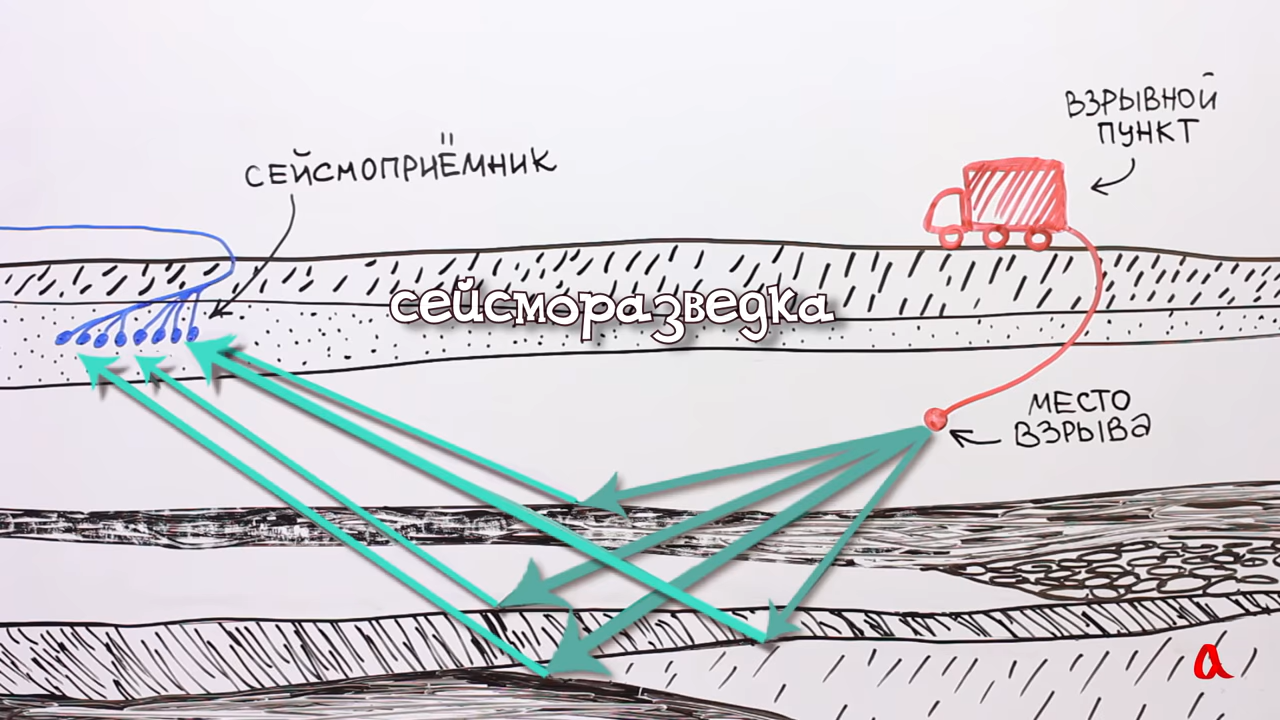 ВЗРЫВНОЙ
ПУНКТ
СЕЙСМОПРИЁМНИК
сейсморазведка
МЕСТО
ВЗРЫВА
а